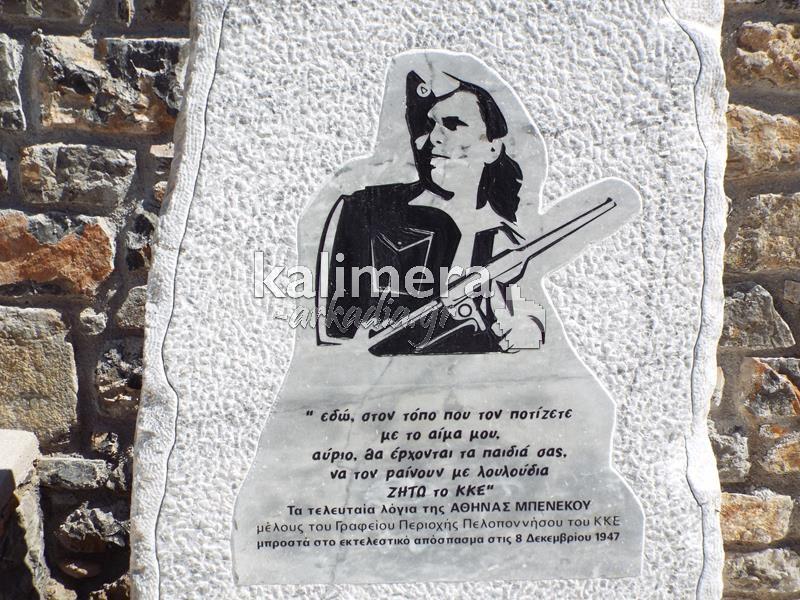 kalimera
-arkadia.gr
" εδώ, στον τόπο που τον ποτίζετε
με το αίμα μου,
αύριο, θα έρχονται τα παιδιά σας,
να τον ραίνουν με λουλούδια
ΖΗΤΩ το ΚΚΕ"
Τα τελευταία λόγια της ΑΘΗΝΑΣ ΜΠΕΝΕΚΟΥ
μέλους του Γραφείου Περιοχής Πελοποννήσου του ΚΚΕ
μπροστά στο εκτελεστικό απόσπασμα στις 8 Δεκεμβρίου 1947